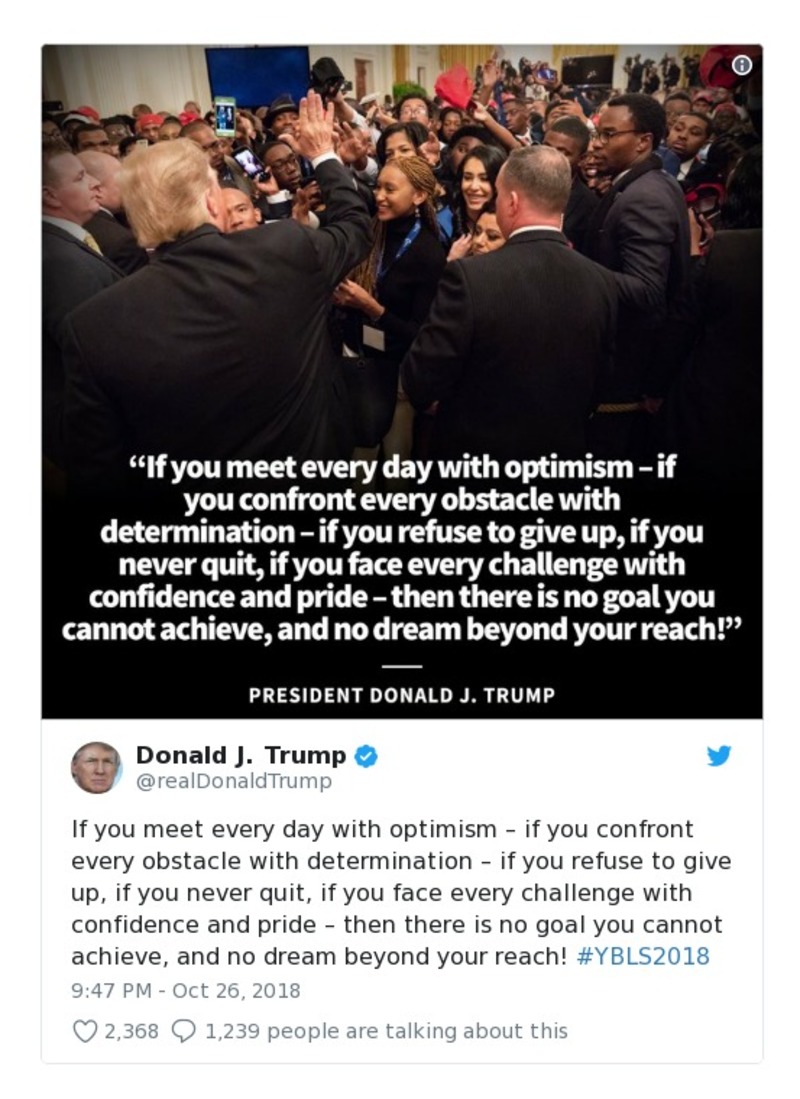 “If you meet every day with optimism – if
you confront every obstacle with
determination – if you refuse to give up, if you
never quit, if you face every challenge with
confidence and pride – then there is no goal you
cannot achieve, and no dream beyond your reach!”
PRESIDENT DONALD J. TRUMP
Donald J. Trump
@realDonaldTrump
If you meet every day with optimism – if you confront
every obstacle with determination – if you refuse to give
up, if you never quit, if you face every challenge with
confidence and pride – then there is no goal you cannot
achieve, and no dream beyond your reach! #YBLS2018
9:47 PM - Oct 26, 2018
2,368 1,239 people are talking about this